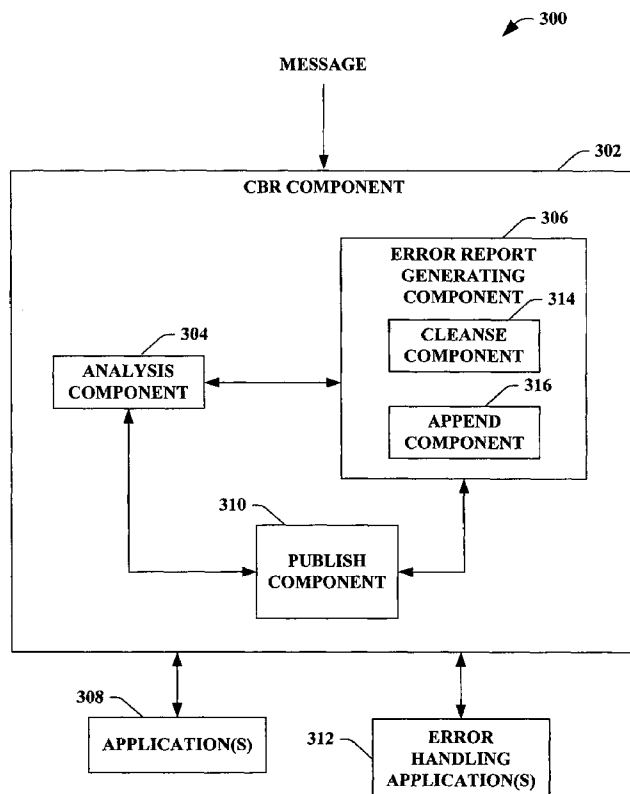 300
MESSAGE
302
CBR COMPONENT
306
ERROR REPORT
GENERATING
COMPONENT
314
CLEANSE
COMPONENT
304
ANALYSIS
COMPONENT
316
APPEND
COMPONENT
310
PUBLISH
COMPONENT
308
APPLICATION(S)
312
ERROR
HANDLING
APPLICATION(S)